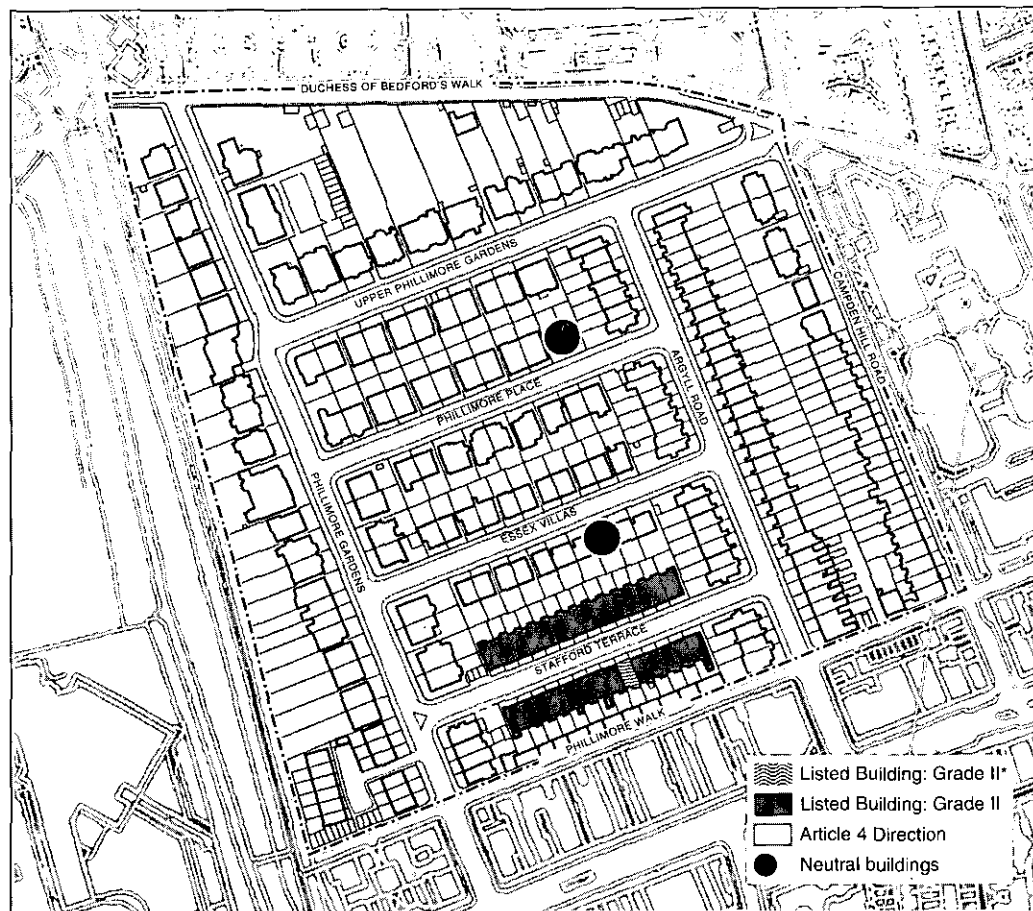 DUCHESS OF BEDFORD'S WALK
UPPER PHILLIMORE GARDENS
CAMPDEN HILL ROAD
PHILLIMORE PLACE
ARGYLL ROAD
PHILLIMORE GARDENS
ESSEX VILLAS
STAFFORD TERRACE
PHILLIMORE WALK
Listed Building: Grade II*
Listed Building: Grade II
Article 4 Direction
Neutral buildings